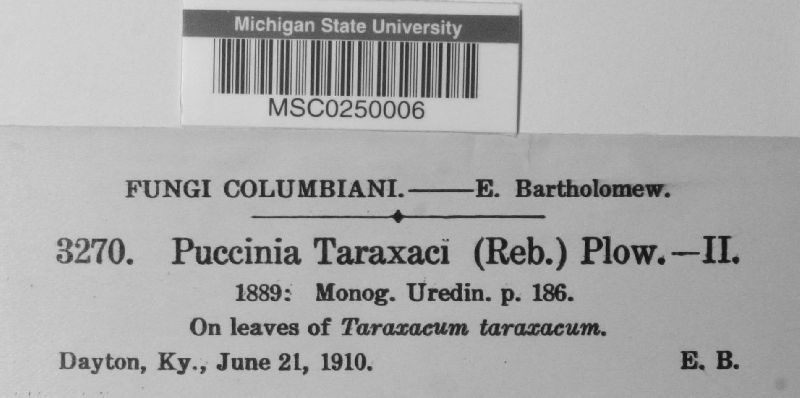 Michigan State University
MSC0250006
FUNGI COLUMBIANI.——E. Bartholomew.
3270. Puccinia Taraxaci (Reb.) Plow.—II.
1889: Monog. Uredin. p. 186.
On leaves of Taraxacum taraxacum.
Dayton, Ky., June 21, 1910. E. B.